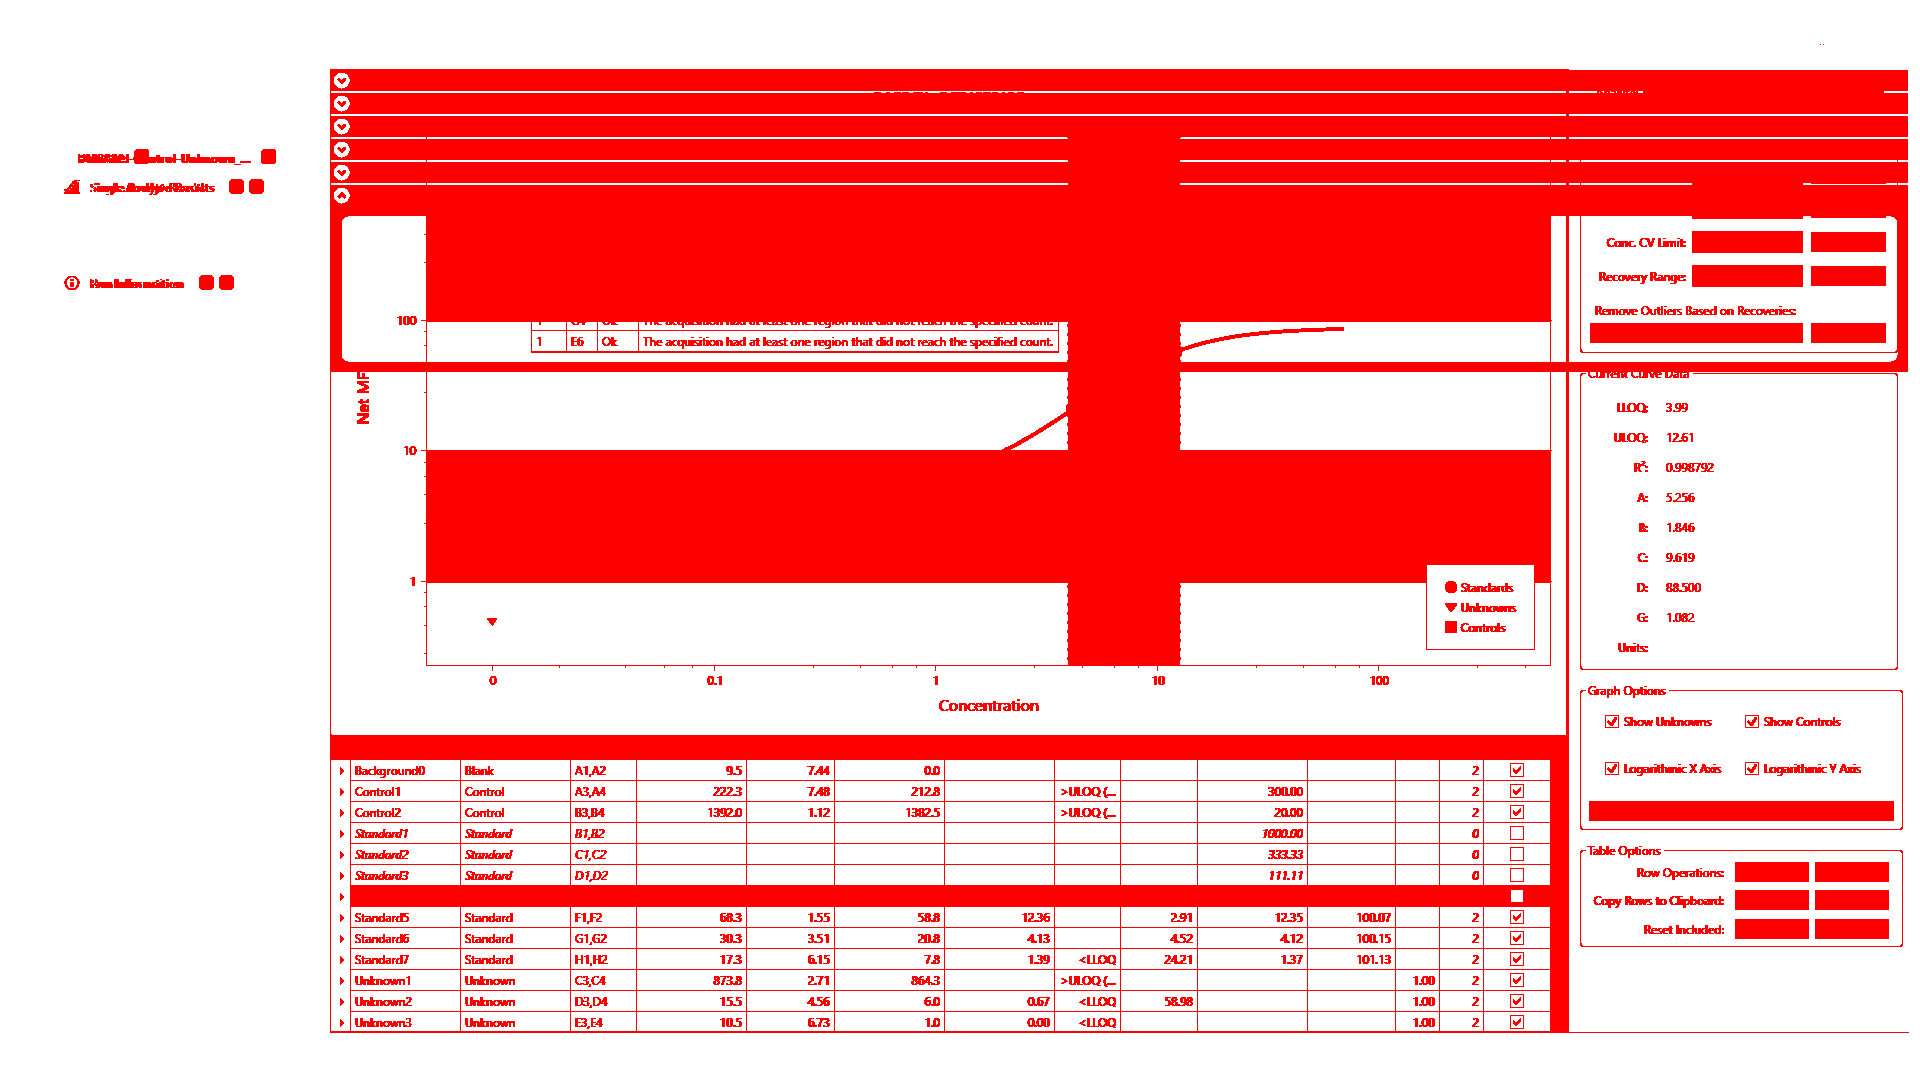 Conc. CV Limit:
Recovery Range:
Remove Outliers Based on Recoveries:
100
1 E6 Ok The acquisition had at least one region that did not reach the specified count.
Net MF
10
1
Standards
Unknowns
Controls
0 0.1 1 10 100
Concentration
Current Curve Data
LLOQ: 3.99
ULOQ: 12.61
R²: 0.998792
A: 5.256
B: 1.846
C: 9.619
D: 88.500
G: 1.082
Units:
Graph Options
Show Unknowns Show Controls
Logarithmic X Axis Logarithmic Y Axis
Table Options
Row Operations:
Copy Rows to Clipboard:
Reset Included:
Background0 Blank A1,A2 9.5 7.44 0.0 2
Control1 Control A3,A4 222.3 7.48 212.8 >ULOQ (... 300.00 2
Control2 Control B3,B4 1392.0 1.12 1382.5 >ULOQ (... 20.00 2
Standard1 Standard B1,B2 1000.00 0
Standard2 Standard C1,C2 333.33 0
Standard3 Standard D1,D2 111.11 0
Standard5 Standard F1,F2 68.3 1.55 58.8 12.36 2.91 12.35 100.07 2
Standard6 Standard G1,G2 30.3 3.51 20.8 4.13 4.52 4.12 100.15 2
Standard7 Standard H1,H2 17.3 6.15 7.8 1.39 <LLOQ 24.21 1.37 101.13 2
Unknown1 Unknown C3,C4 873.8 2.71 864.3 >ULOQ (... 1.00 2
Unknown2 Unknown D3,D4 15.5 4.56 6.0 0.67 <LLOQ 58.98 1.00 2
Unknown3 Unknown E3,E4 10.5 6.73 1.0 0.00 <LLOQ 1.00 2